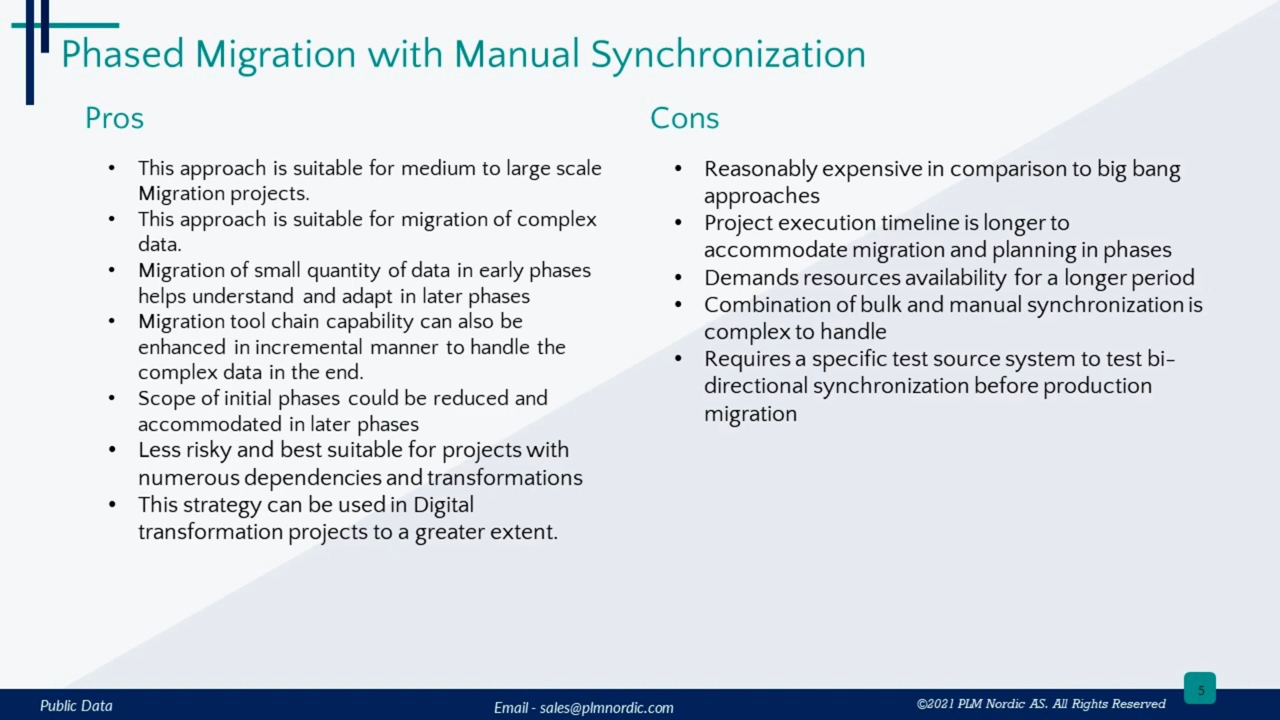 Phased Migration with Manual Synchronization
Pros
• This approach is suitable for medium to large scale
Migration projects.
• This approach is suitable for migration of complex
data.
• Migration of small quantity of data in early phases
helps understand and adapt in later phases
• Migration tool chain capability can also be
enhanced in incremental manner to handle the
complex data in the end.
• Scope of initial phases could be reduced and
accommodated in later phases
• Less risky and best suitable for projects with
numerous dependencies and transformations
• This strategy can be used in Digital
transformation projects to a greater extent.
Cons
• Reasonably expensive in comparison to big bang
approaches
• Project execution timeline is longer to
accommodate migration and planning in phases
• Demands resources availability for a longer period
• Combination of bulk and manual synchronization is
complex to handle
• Requires a specific test source system to test bi-
directional synchronization before production
migration
5
Public Data
Email - sales@plmnordic.com
©2021 PLM Nordic AS. All Rights Reserved